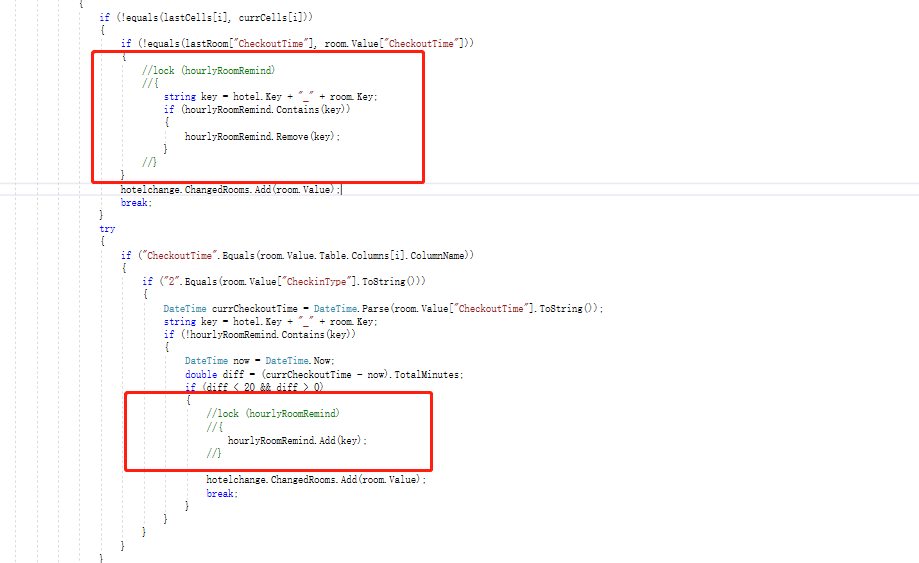 {
if (!equals(lastCells[i], currCells[i]))
{
if (!equals(lastRoom["CheckoutTime"], room.Value["CheckoutTime"]))
{
//lock (hourlyRoomRemind)
//{
string key = hotel.Key + "_" + room.Key;
if (hourlyRoomRemind.Contains(key))
{
hourlyRoomRemind.Remove(key);
}
//}
}
hotelchange.ChangedRooms.Add(room.Value);
break;
}
try
{
if ("CheckoutTime".Equals(room.Value.Table.Columns[i].ColumnName))
{
if ("2".Equals(room.Value["CheckinType"].ToString()))
{
DateTime currCheckoutTime = DateTime.Parse(room.Value["CheckoutTime"].ToString());
string key = hotel.Key + "_" + room.Key;
if (!hourlyRoomRemind.Contains(key))
{
DateTime now = DateTime.Now;
double diff = (currCheckoutTime - now).TotalMinutes;
if (diff < 20 && diff > 0)
{
//lock (hourlyRoomRemind)
//{
hourlyRoomRemind.Add(key);
//}
hotelchange.ChangedRooms.Add(room.Value);
break;
}
}
}
}
}